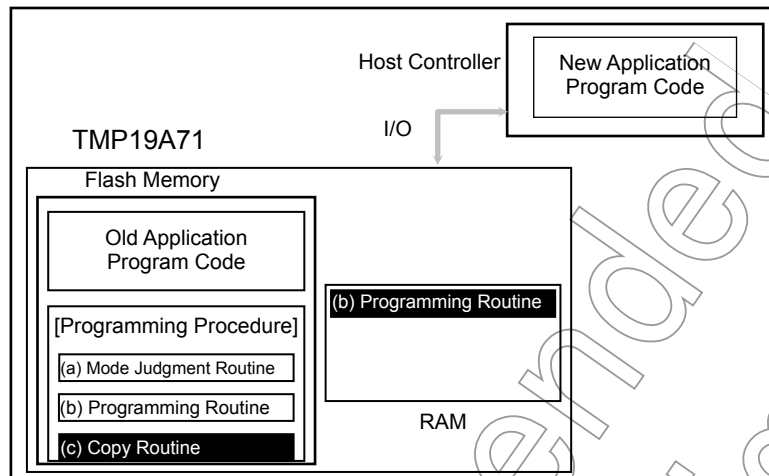 Host Controller
New Application
Program Code
I/O
TMP19A71
Flash Memory
Old Application
Program Code
[Programming Procedure]
(a) Mode Judgment Routine
(b) Programming Routine
(c) Copy Routine
(b) Programming Routine
RAM